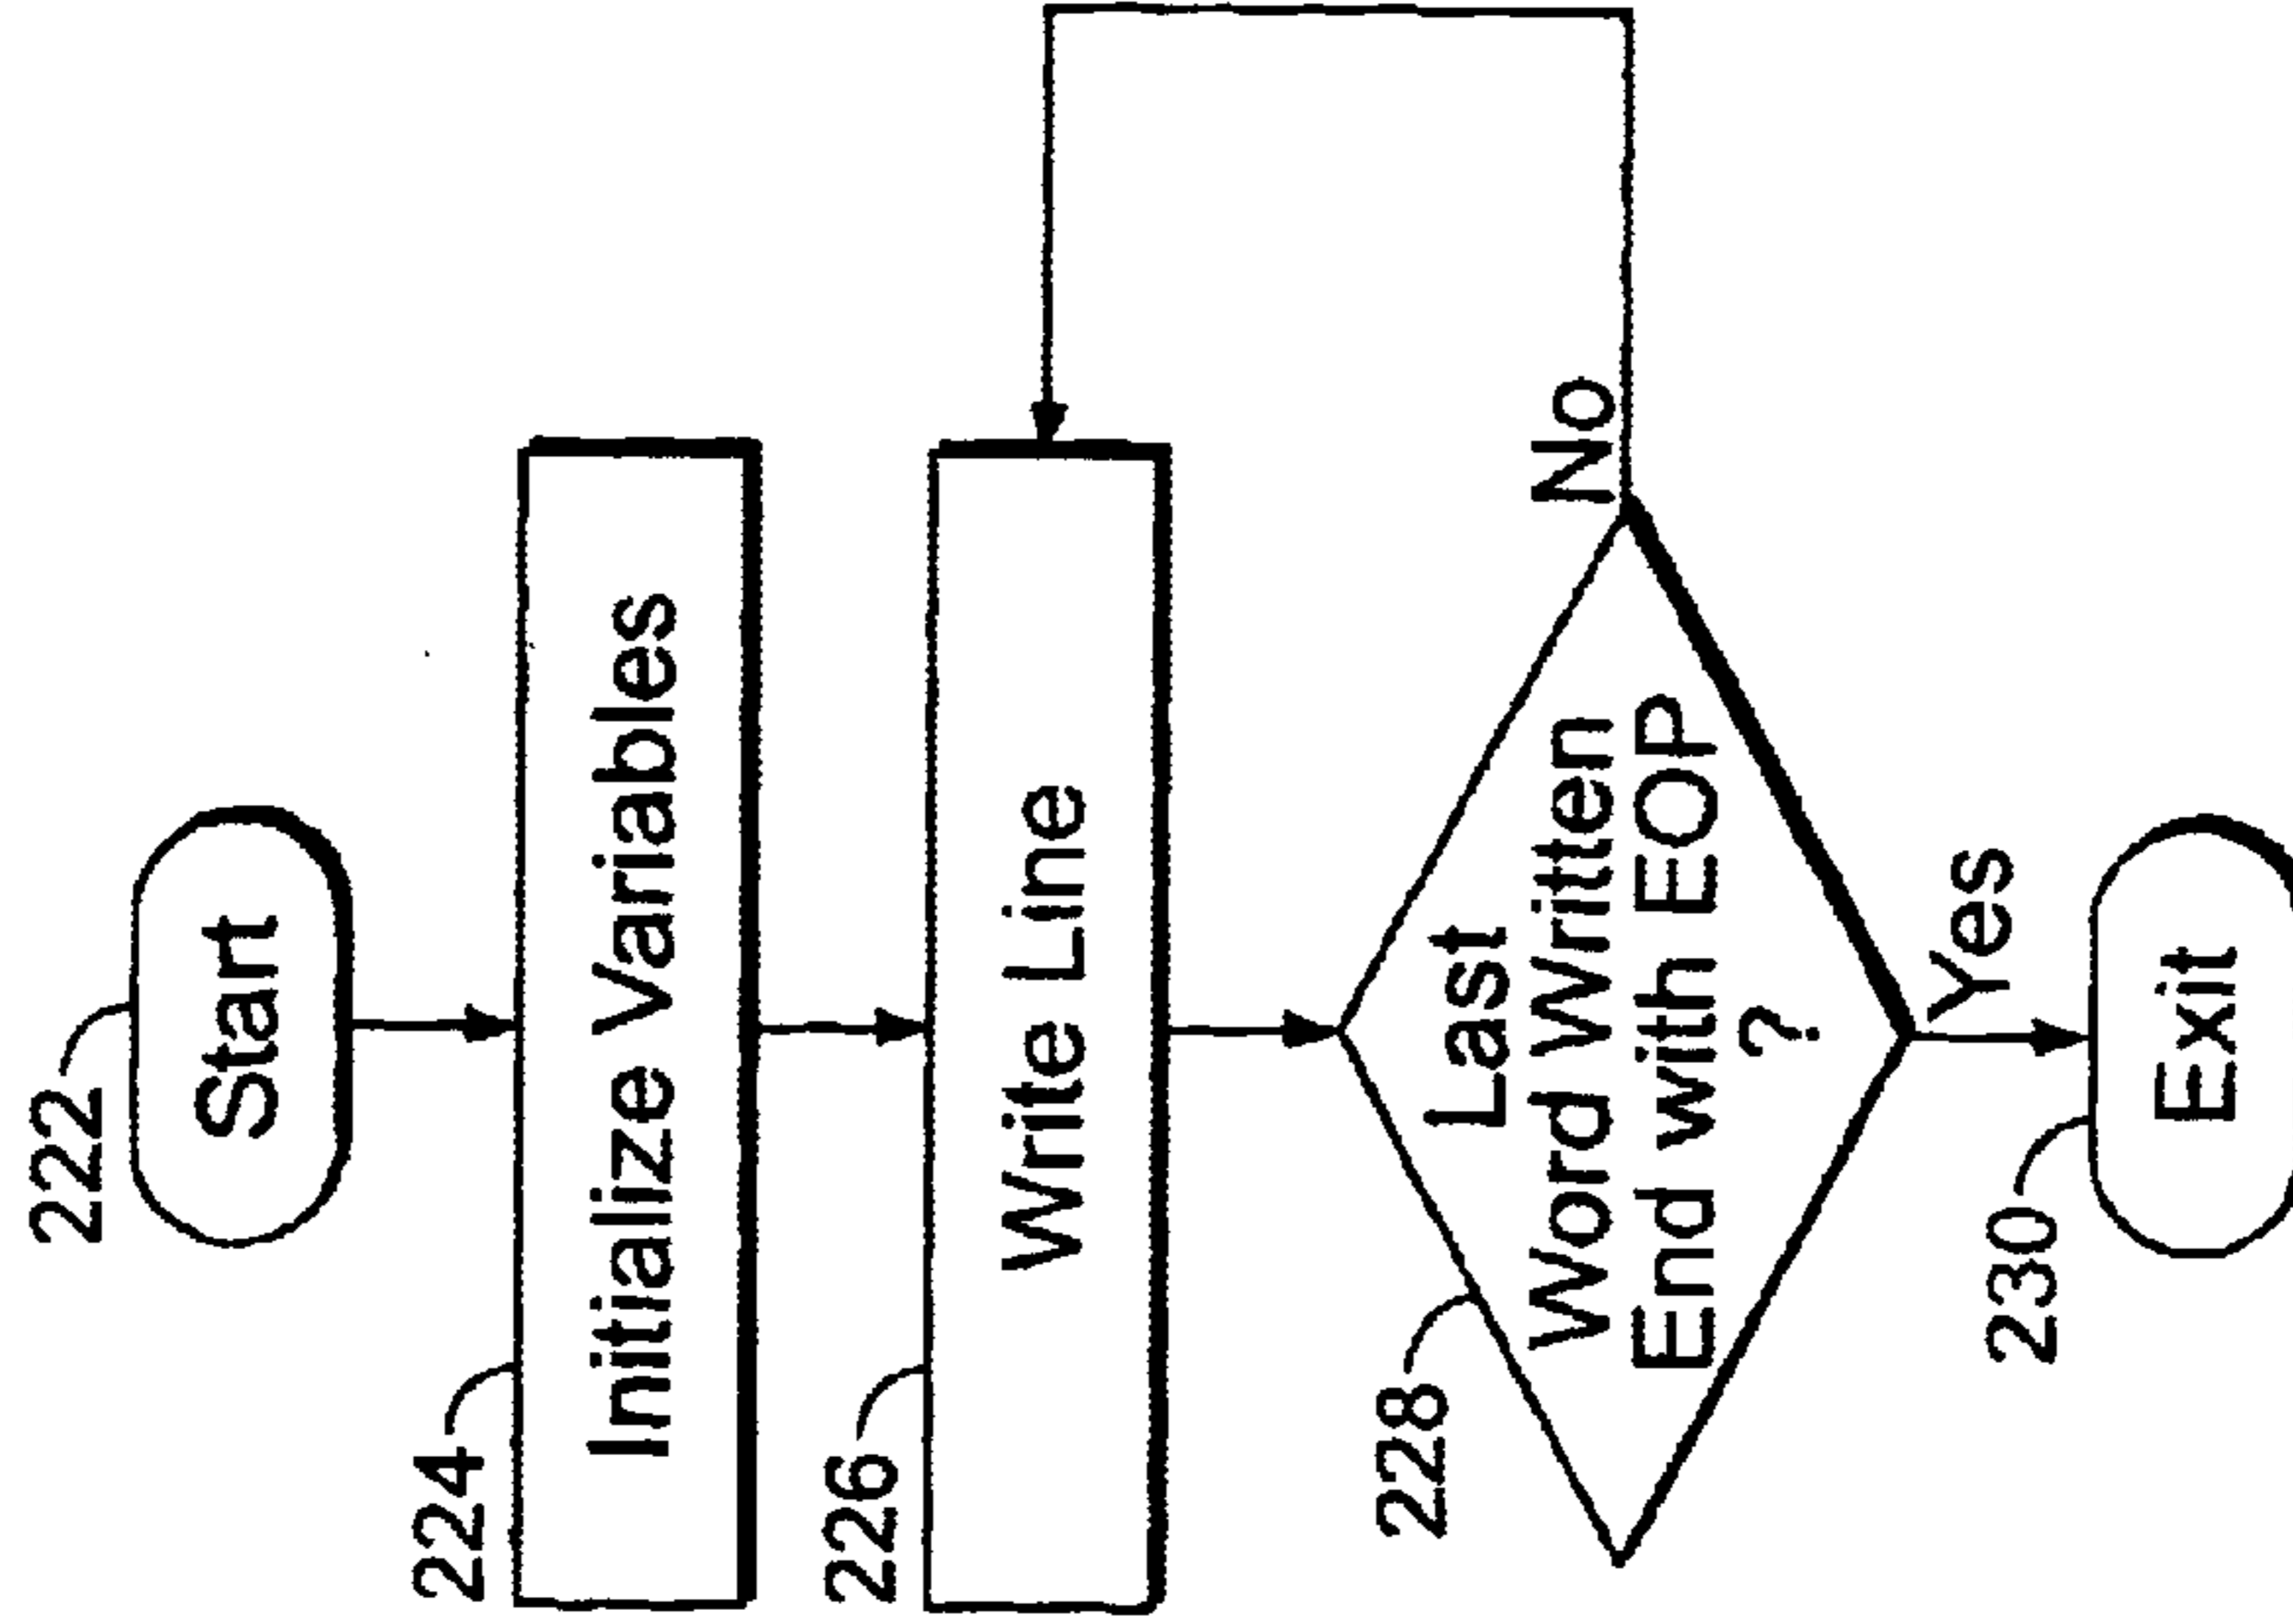 222
Start
224
Initialize Variables
226
Write Line
228
Last
Word Written
End with EOP
?
No
Yes
230
Exit